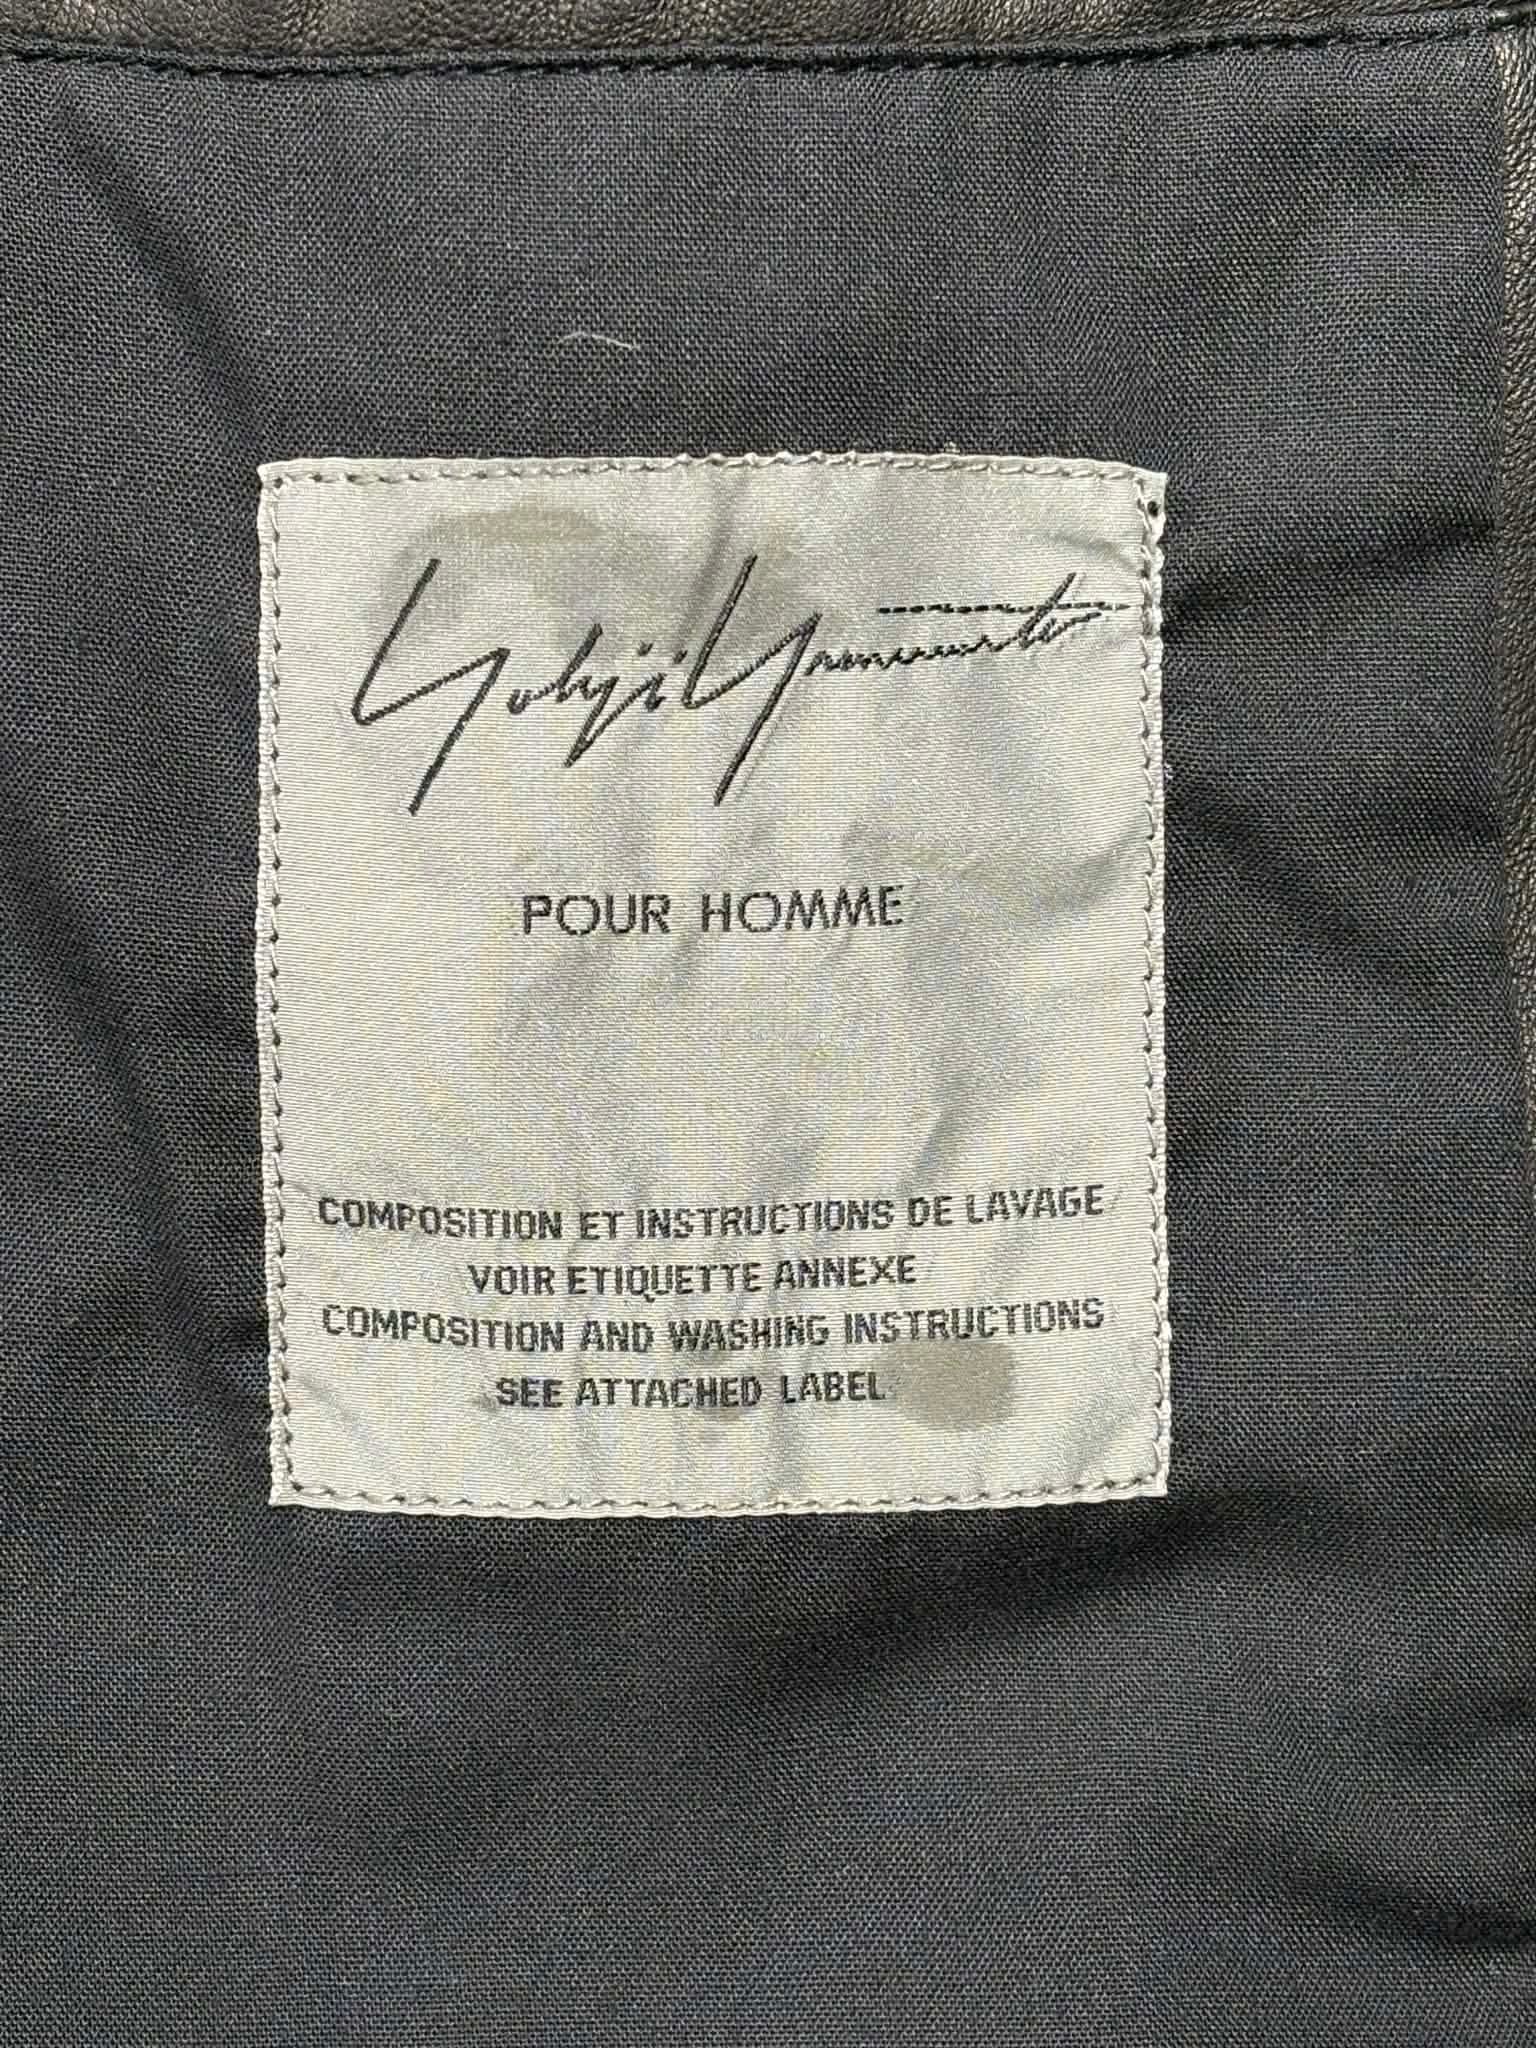 Yohji Yamamoto
POUR HOMME
COMPOSITION ET INSTRUCTIONS DE LAVAGE
VOIR ETIQUETTE ANNEXE
COMPOSITION AND WASHING INSTRUCTIONS
SEE ATTACHED LABEL